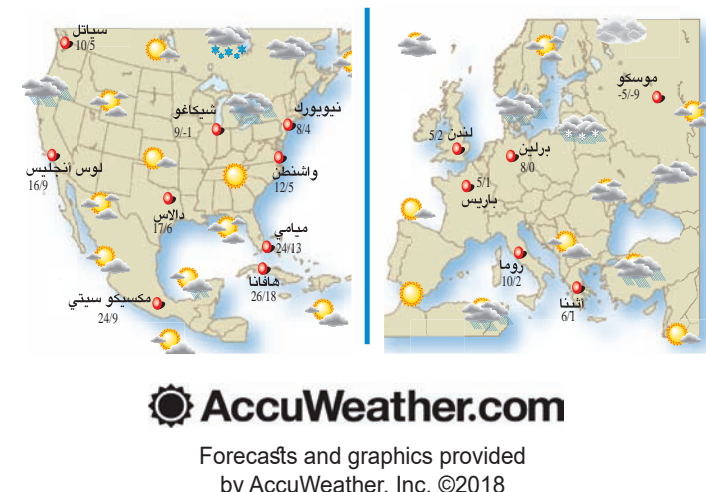 سياتل
10/5
شيكاغو
9/-1
نيويورك
8/4
لوس أنجليس
16/9
واشنطن
12/5
دالاس
17/6
ميامي
24/13
هافانا
26/18
مكسيكو سيتي
24/9
موسكو
-5/-9
لندن 5/2
درلين
8/0
5/1
باريس
روما
10/2
أثينا
6/1
AccuWeather.com
Forecasts and graphics provided
by AccuWeather, Inc. ©2018